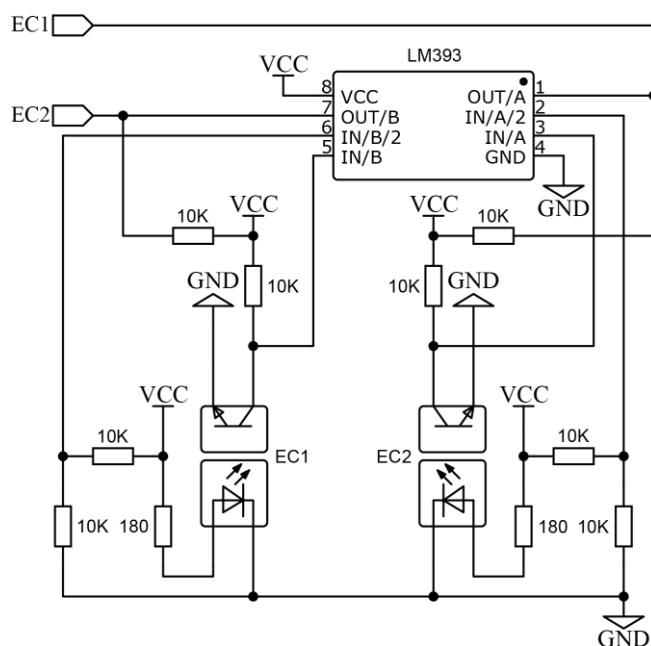 EC1
LM393
VCC
8 VCC OUT/A 1
EC2
7 OUT/B IN/A/2 2
6 IN/B/2 IN/A 3
5 IN/B GND 4
GND
VCC VCC
10K 10K
GND GND
10K 10K
VCC VCC
10K EC1 EC2 10K
10K 180 180 10K
GND